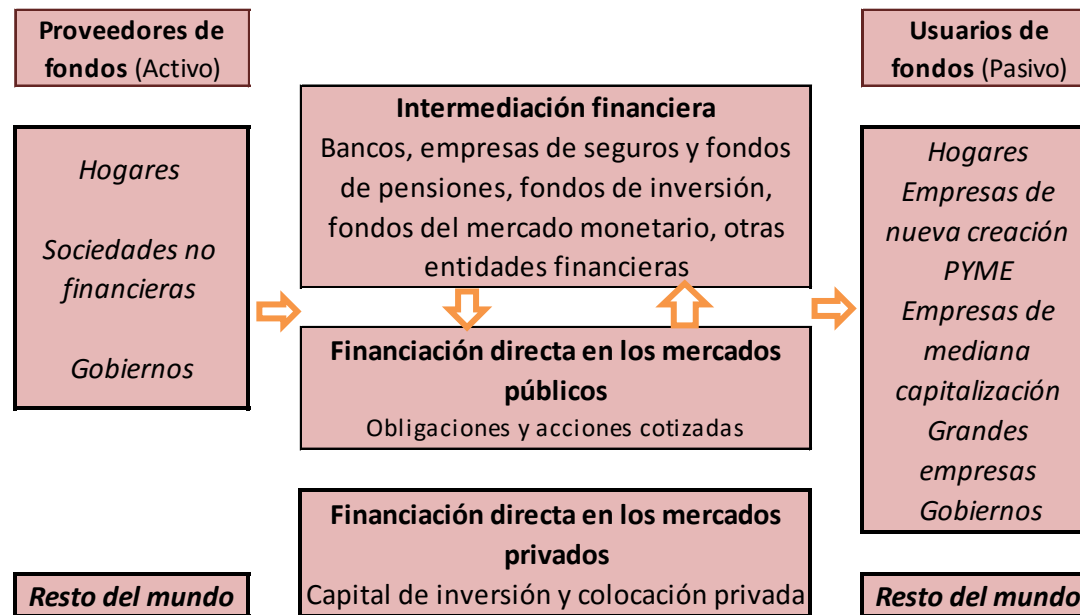 Proveedores de
fondos (Activo)
Hogares
Sociedades no
financieras
Gobiernos
Resto del mundo
Intermediación financiera
Bancos, empresas de seguros y fondos
de pensiones, fondos de inversión,
fondos del mercado monetario, otras
entidades financieras
Financiación directa en los mercados
públicos
Obligaciones y acciones cotizadas
Financiación directa en los mercados
privados
Capital de inversión y colocación privada
Usuarios de
fondos (Pasivo)
Hogares
Empresas de
nueva creación
PYME
Empresas de
mediana
capitalización
Grandes
empresas
Gobiernos
Resto del mundo